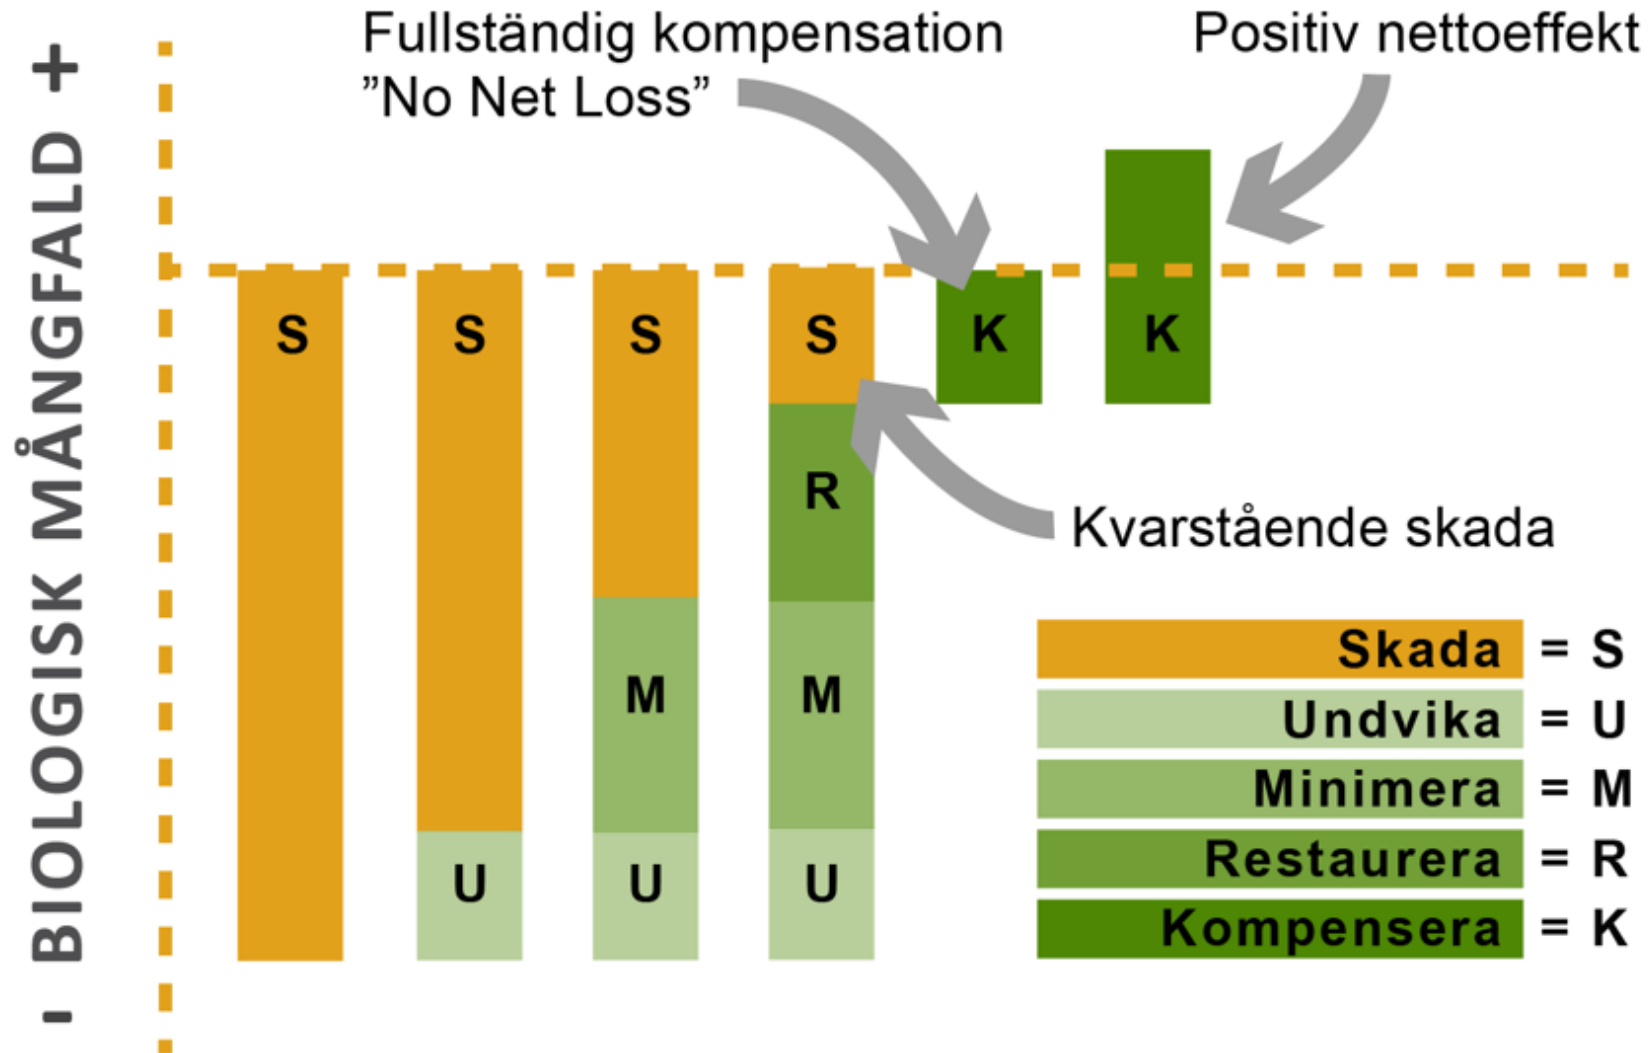 - BIOLOGISK MÅNGFALD +
Fullständig kompensation
”No Net Loss”
Positiv nettoeffekt
S
S
S
S
K
K
R
Kvarstående skada
M
M
U
U
U
Skada = S
Undvika = U
Minimera = M
Restaurera = R
Kompensera = K